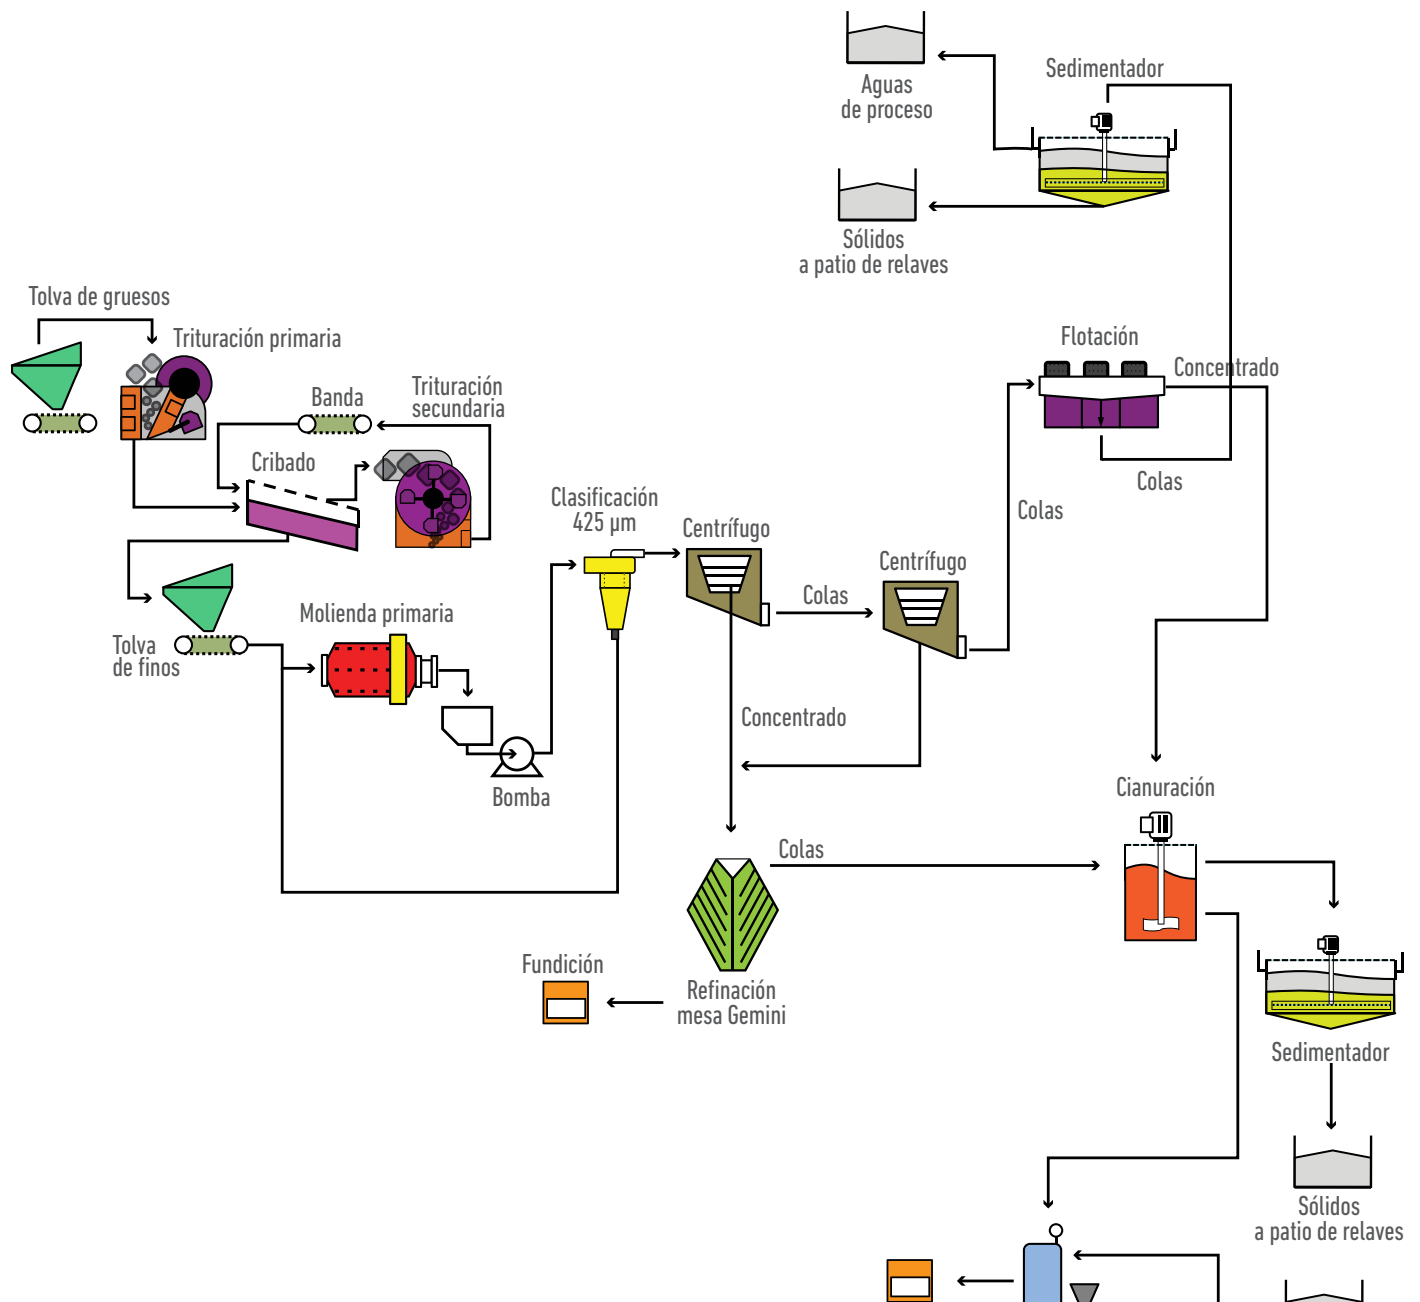 Aguas
de proceso
Sedimentador
Sólidos
a patio de relaves
Tolva de gruesos
Trituración primaria
Banda
Trituración
secundaria
Cribado
Flotación
Concentrado
Colas
Clasificación
425 µm
Centrífugo
Centrífugo
Colas
Colas
Tolva
de finos
Molienda primaria
Bomba
Concentrado
Cianuración
Colas
Fundición
Refinación
mesa Gemini
Sedimentador
Sólidos
a patio de relaves